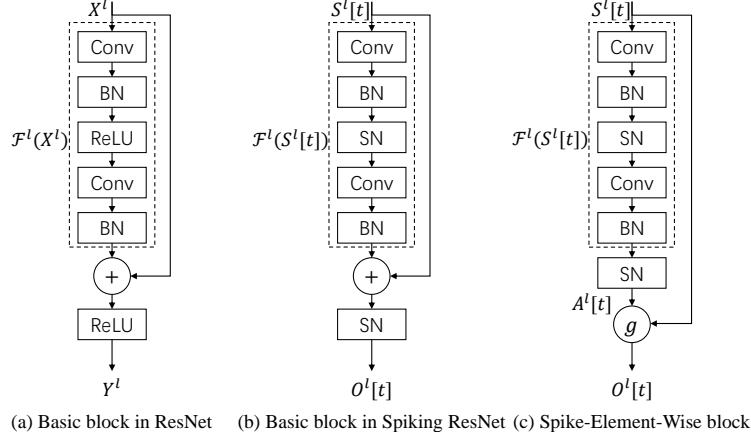 X^l
Conv
BN
ReLU
Conv
BN
F^l(X^l)
+
ReLU
Y^l
(a) Basic block in ResNet
S^l[t]
Conv
BN
SN
Conv
BN
F^l(S^l[t])
+
SN
O^l[t]
(b) Basic block in Spiking ResNet
S^l[t]
Conv
BN
SN
Conv
BN
F^l(S^l[t])
SN
A^l[t]
g
O^l[t]
(c) Spike-Element-Wise block